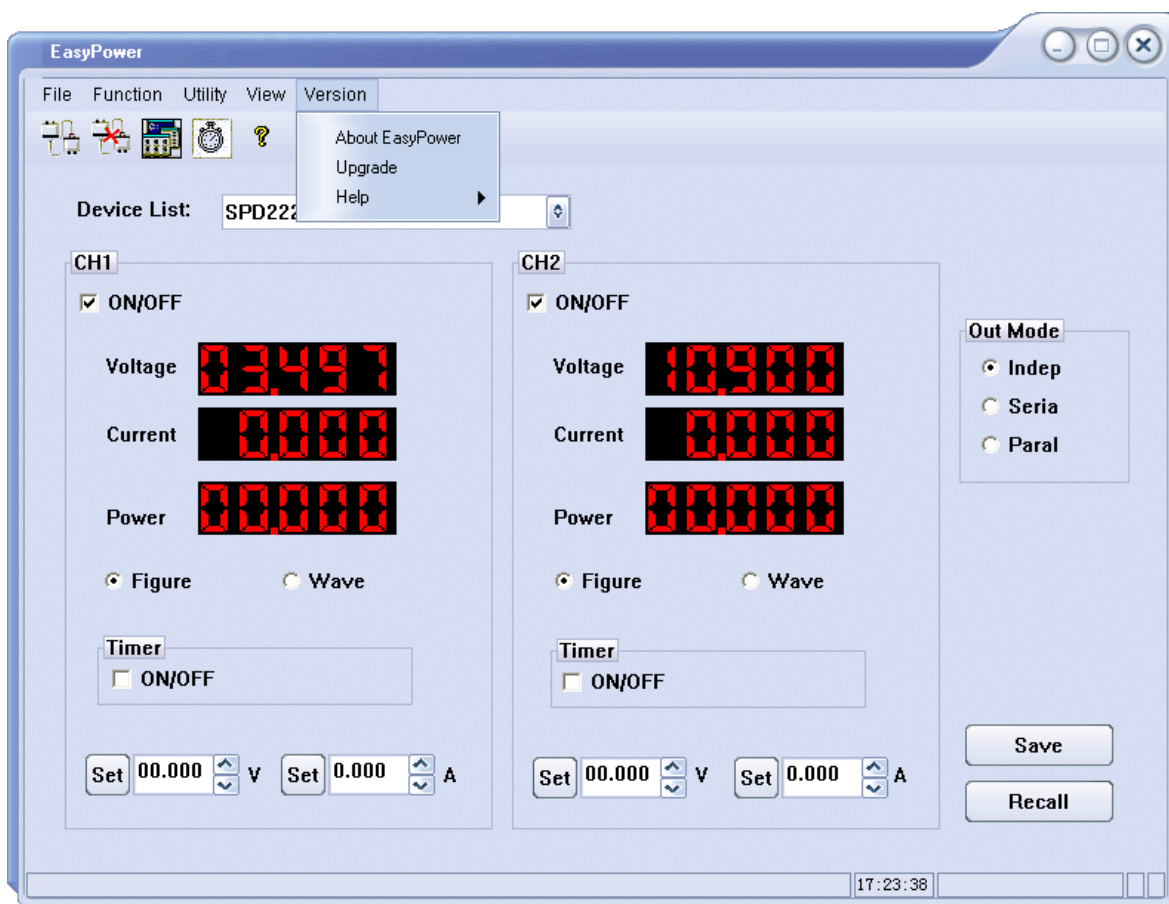 EasyPower
File Function Utility View Version
About EasyPower
Upgrade
Help
Device List: SPD222
CH1
ON/OFF
Voltage 03.497
Current 0.000
Power 00.000
Figure Wave
Timer
ON/OFF
Set 00.000 V Set 0.000 A
CH2
ON/OFF
Voltage 10.900
Current 0.000
Power 00.000
Figure Wave
Timer
ON/OFF
Set 00.000 V Set 0.000 A
Out Mode
Indep
Seria
Paral
Save
Recall
17:23:38